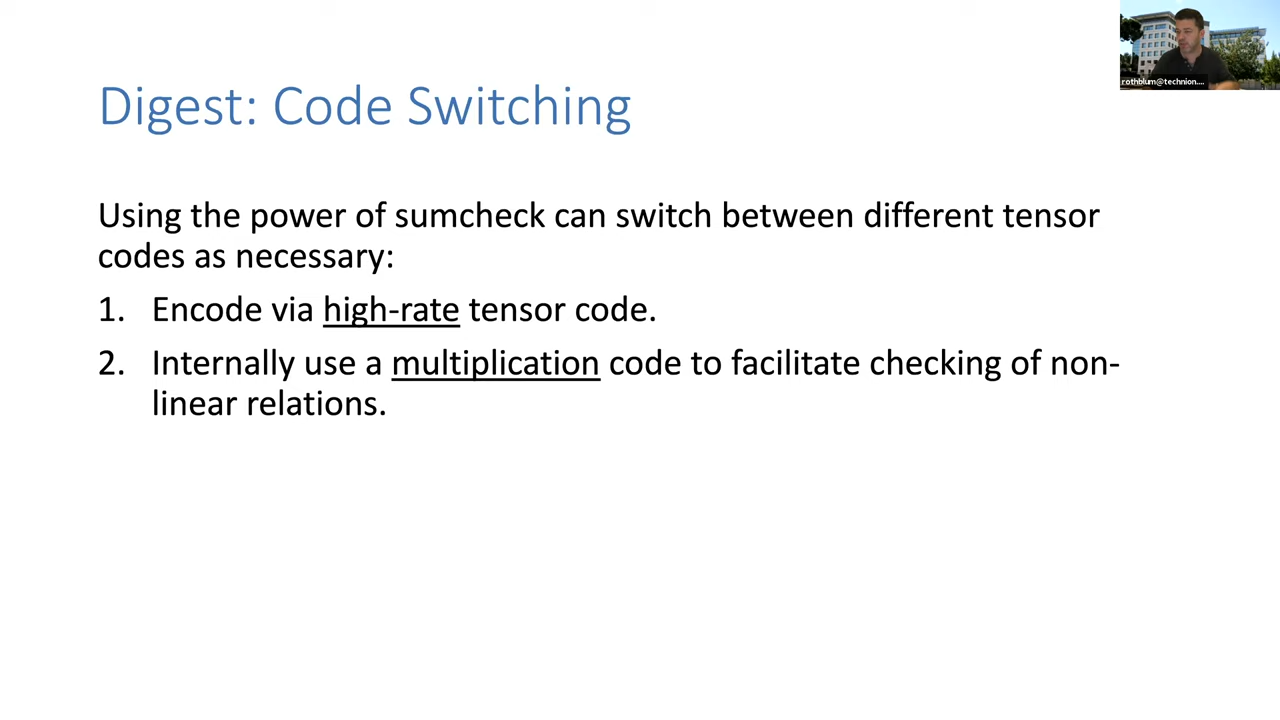 rothblum@technion....
Digest: Code Switching
Using the power of sumcheck can switch between different tensor
codes as necessary:
1. Encode via high-rate tensor code.
2. Internally use a multiplication code to facilitate checking of non-
linear relations.